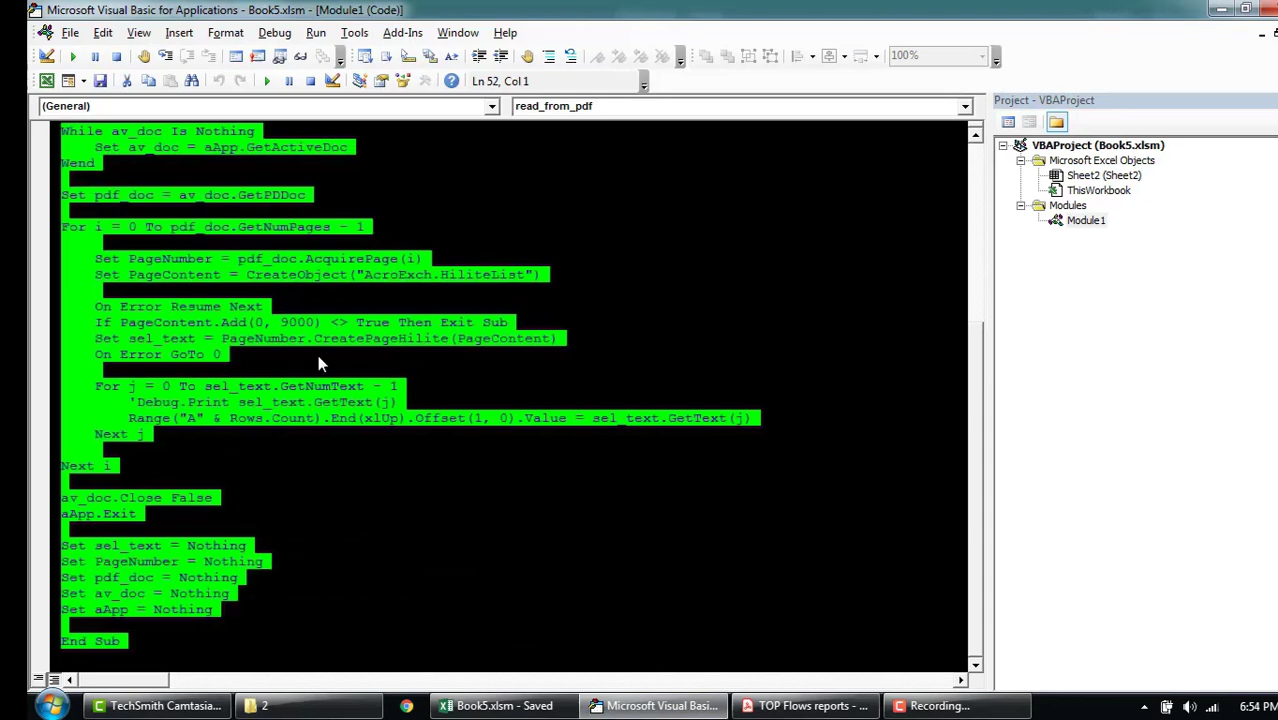 Microsoft Visual Basic for Applications - Book5.xlsm - [Module1 (Code)]
File Edit View Insert Format Debug Run Tools Add-Ins Window Help
100%
Ln 52, Col 1
(General) read_from_pdf
While av_doc Is Nothing
Set av_doc = aApp.GetActiveDoc
Wend
Set pdf_doc = av_doc.GetPDDoc
For i = 0 To pdf_doc.GetNumPages - 1
Set PageNumber = pdf_doc.AcquirePage(i)
Set PageContent = CreateObject("AcroExch.HiliteList")
On Error Resume Next
If PageContent.Add(0, 9000) <> True Then Exit Sub
Set sel_text = PageNumber.CreatePageHilite(PageContent)
On Error GoTo 0
For j = 0 To sel_text.GetNumText - 1
'Debug.Print sel_text.GetText(j)
Range("A" & Rows.Count).End(xlUp).Offset(1, 0).Value = sel_text.GetText(j)
Next j
Next i
av_doc.Close False
aApp.Exit
Set sel_text = Nothing
Set PageNumber = Nothing
Set pdf_doc = Nothing
Set av_doc = Nothing
Set aApp = Nothing
End Sub
Project - VBAProject
VBAProject (Book5.xlsm)
Microsoft Excel Objects
Sheet2 (Sheet2)
ThisWorkbook
Modules
Module1
TechSmith Camtasia... 2 Book5.xlsm - Saved Microsoft Visual Basi... TOP Flows reports - ... Recording... 6:54 PM